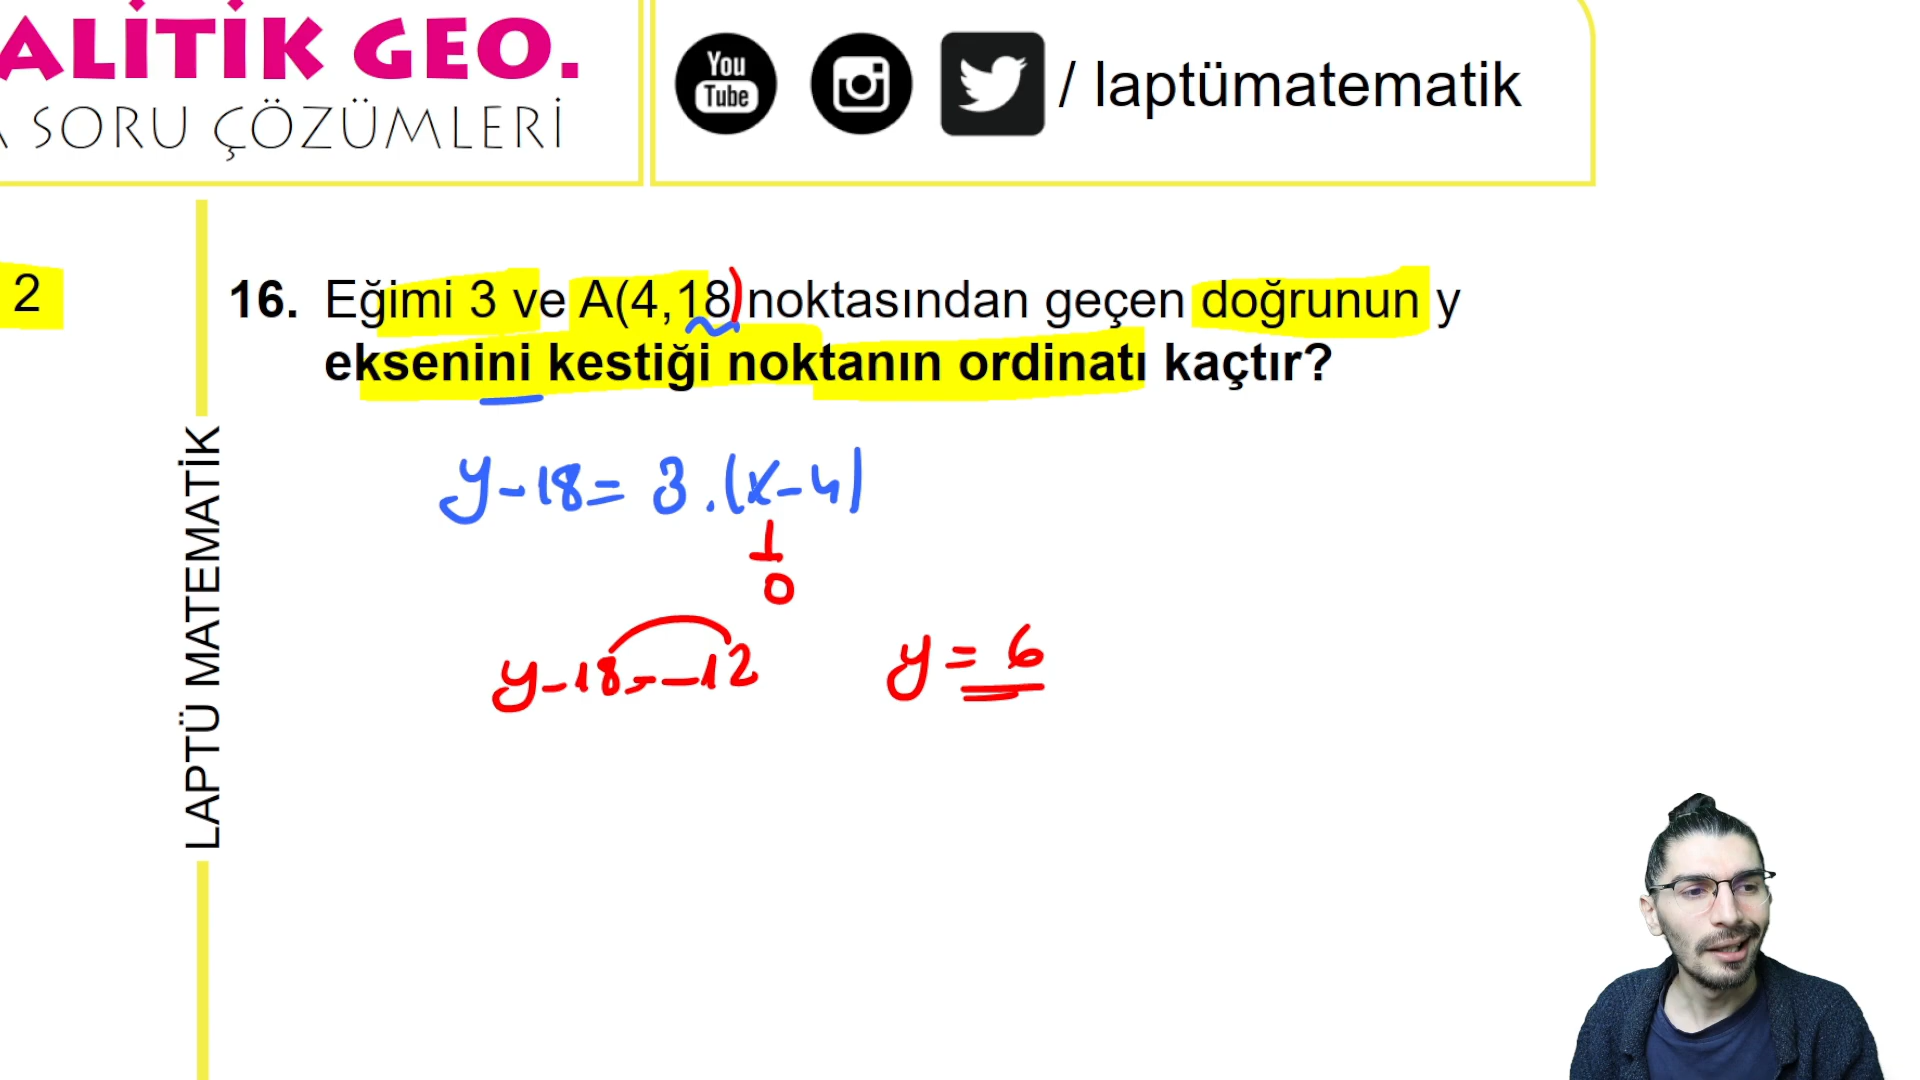 ALİTİK GEO.
A SORU ÇÖZÜMLERİ
You
Tube
/ laptümatematik
2
16. Eğimi 3 ve A(4,18) noktasından geçen doğrunun y
eksenini kestiği noktanın ordinatı kaçtır?
y-18= 3.(x-4)
0
y-18=-12
y=6
LAPTÜ MATEMATİK